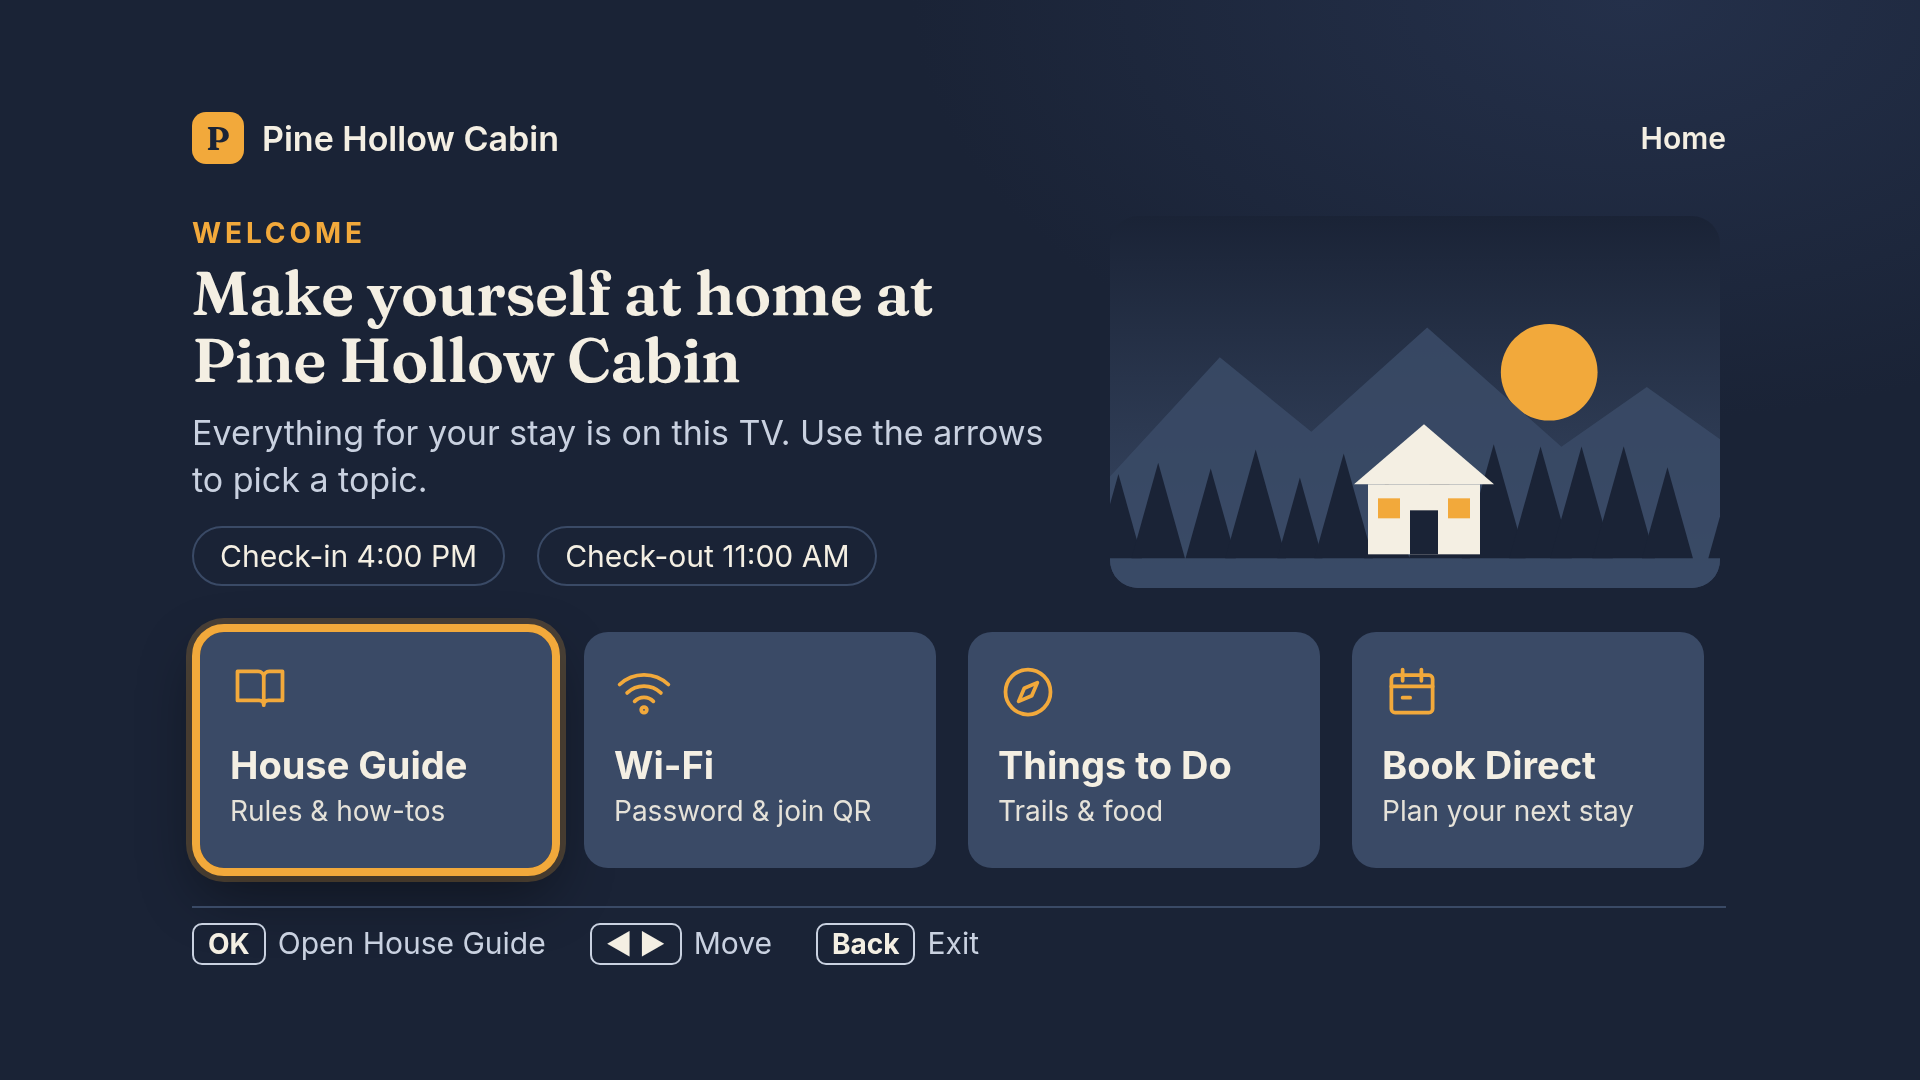 P
Pine Hollow Cabin
Home
WELCOME
Make yourself at home at
Pine Hollow Cabin
Everything for your stay is on this TV. Use the arrows
to pick a topic.
Check-in 4:00 PM
Check-out 11:00 AM
House Guide
Rules & how-tos
Wi-Fi
Password & join QR
Things to Do
Trails & food
Book Direct
Plan your next stay
OK Open House Guide
◀ ▶ Move
Back Exit